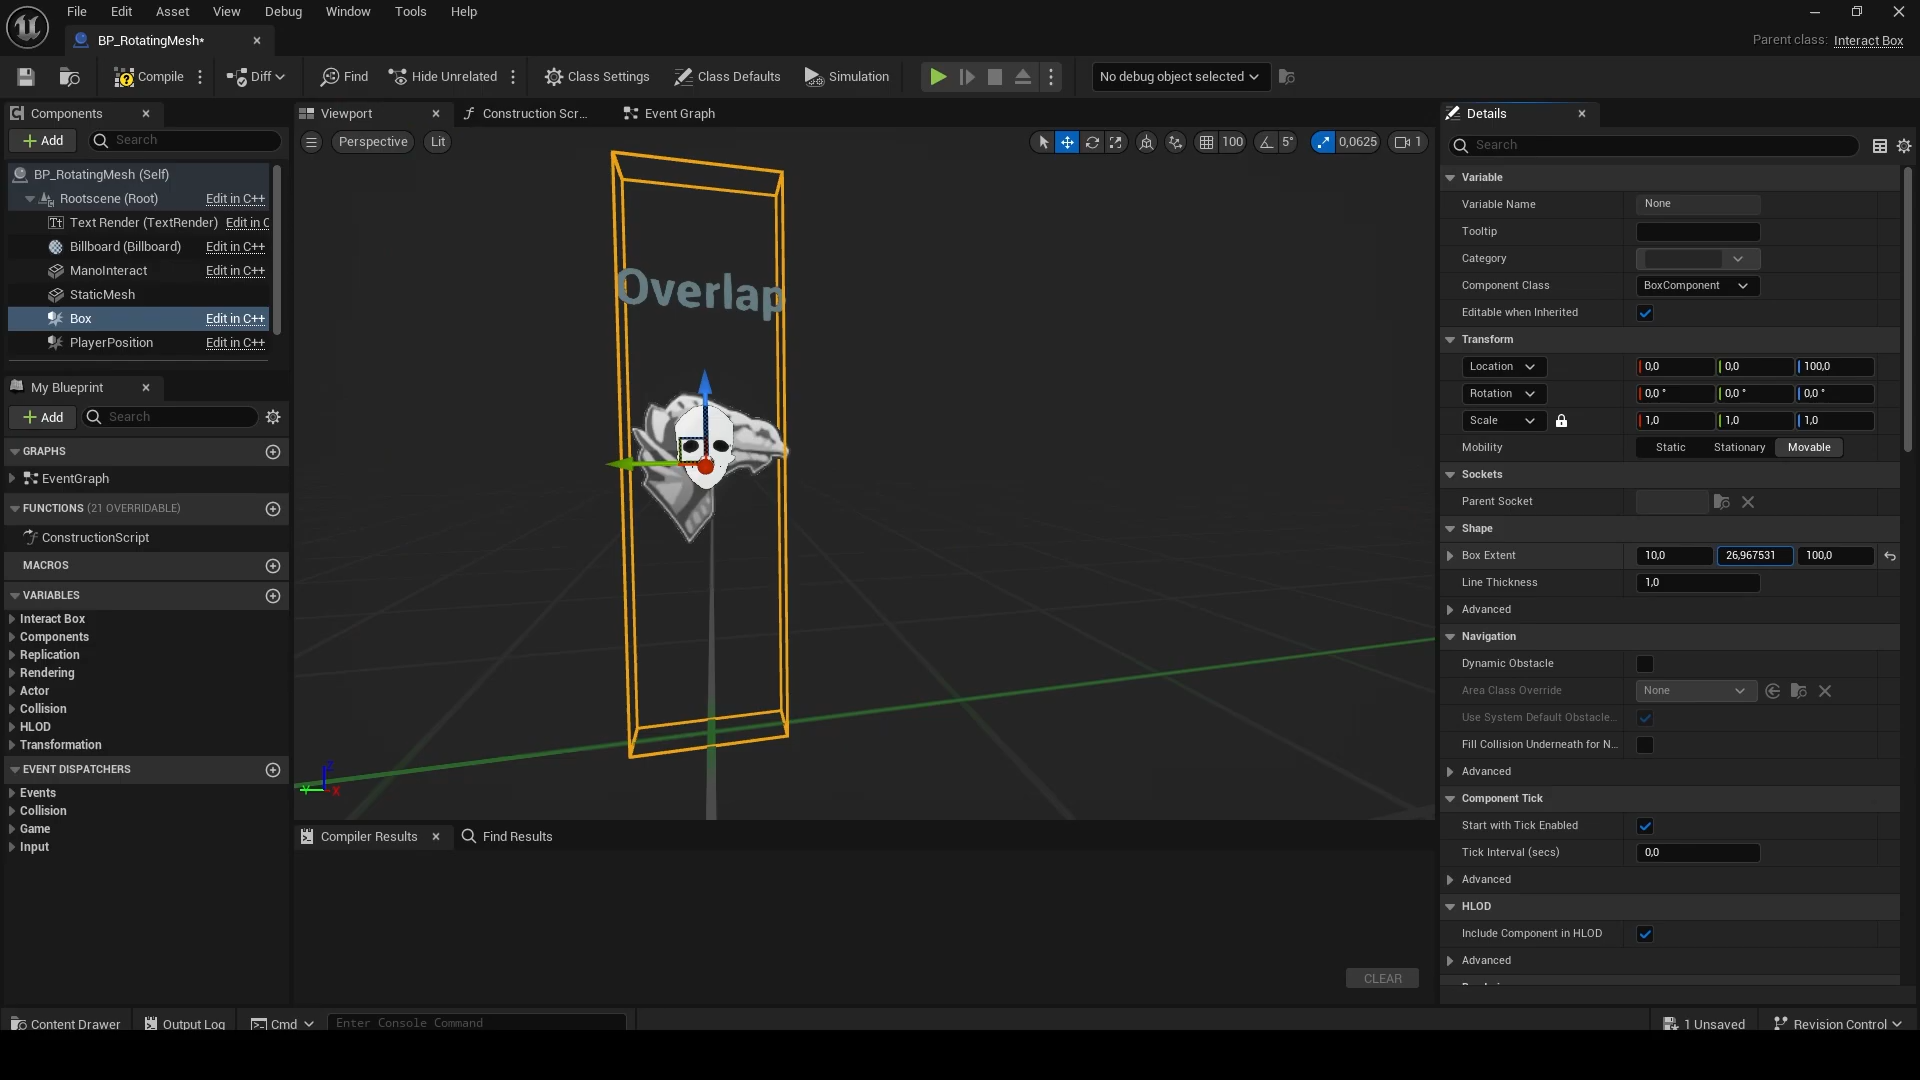 File Edit Asset View Debug Window Tools Help
BP_RotatingMesh*
Parent class: Interact Box
Compile Diff Find Hide Unrelated Class Settings Class Defaults Simulation No debug object selected
Components
Add Search
BP_RotatingMesh (Self)
Rootscene (Root) Edit in C++
Text Render (TextRender) Edit in C
Billboard (Billboard) Edit in C++
ManoInteract Edit in C++
StaticMesh
Box Edit in C++
PlayerPosition Edit in C++
My Blueprint
Add Search
GRAPHS
EventGraph
FUNCTIONS (21 OVERRIDABLE)
ConstructionScript
MACROS
VARIABLES
Interact Box
Components
Replication
Rendering
Actor
Collision
HLOD
Transformation
EVENT DISPATCHERS
Events
Collision
Game
Input
Viewport Construction Scr... Event Graph
Perspective Lit 100 5° 0,0625 1
Overlap
Z
Y X
Compiler Results Find Results
CLEAR
Details
Search
Variable
Variable Name None
Tooltip
Category
Component Class BoxComponent
Editable when Inherited
Transform
Location 0,0 0,0 100,0
Rotation 0,0 ° 0,0 ° 0,0 °
Scale 1,0 1,0 1,0
Mobility Static Stationary Movable
Sockets
Parent Socket
Shape
Box Extent 10,0 26,967531 100,0
Line Thickness 1,0
Advanced
Navigation
Dynamic Obstacle
Area Class Override None
Use System Default Obstacle...
Fill Collision Underneath for N...
Advanced
Component Tick
Start with Tick Enabled
Tick Interval (secs) 0,0
Advanced
HLOD
Include Component in HLOD
Advanced
Content Drawer Output Log Cmd Enter Console Command 1 Unsaved Revision Control